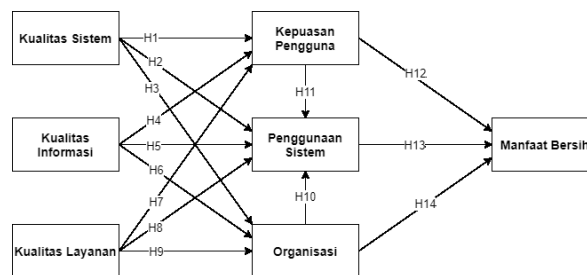 Kualitas Sistem
H1
Kepuasan
Pengguna
H2
H3
H12
H4
H11
Kualitas
Informasi
H5
Penggunaan
Sistem
H13
Manfaat Bersih
H6
H7
H10
H14
H8
Kualitas Layanan
H9
Organisasi